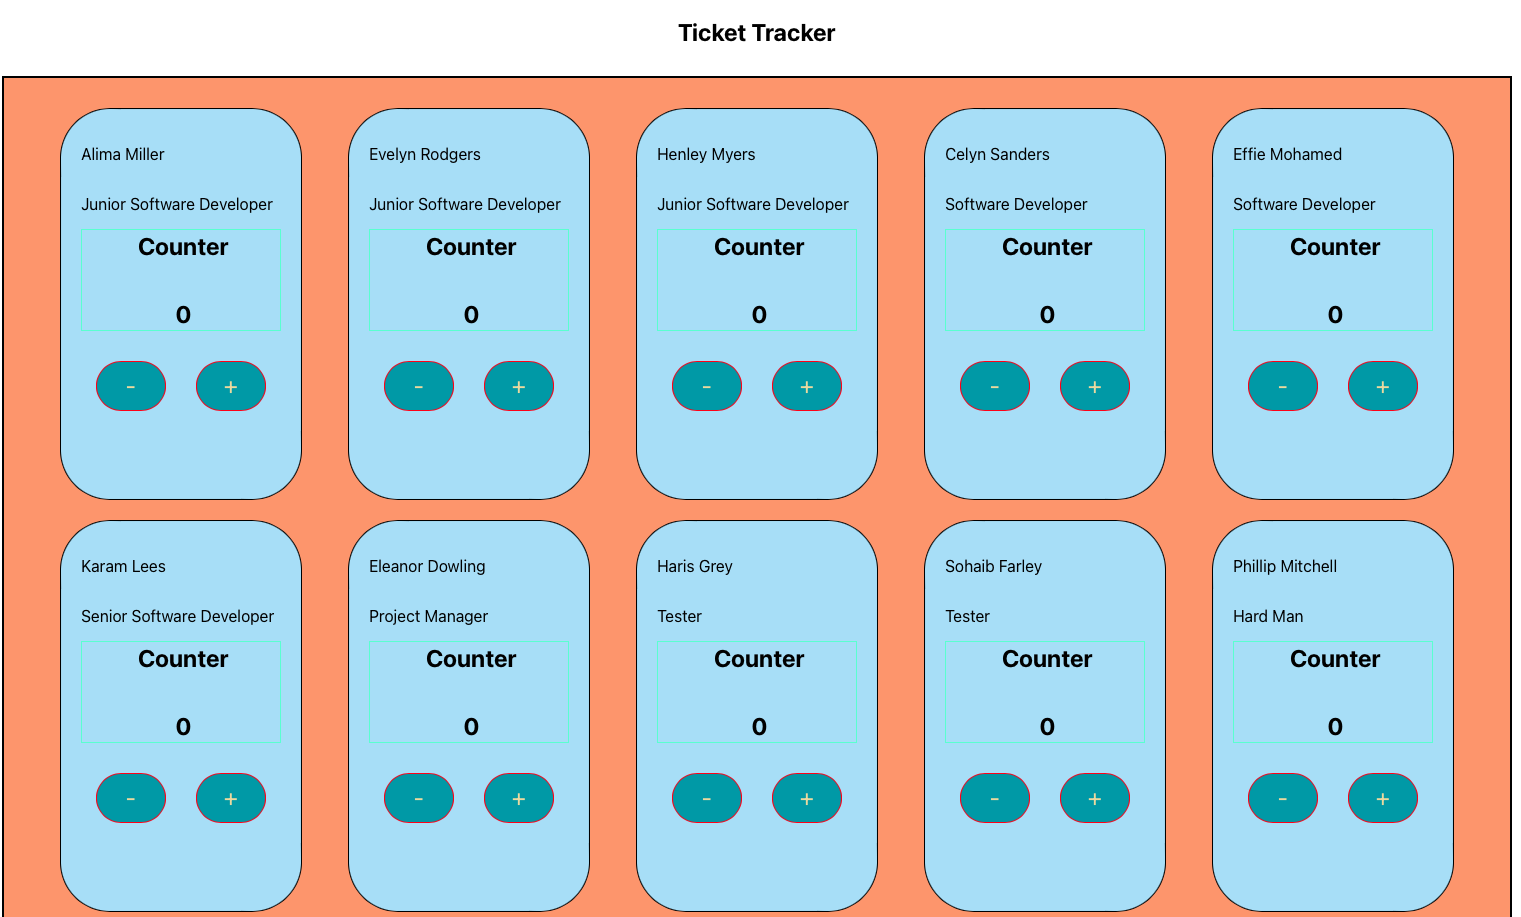 Ticket Tracker
Alima Miller
Junior Software Developer
Counter
0
- +
Evelyn Rodgers
Junior Software Developer
Counter
0
- +
Henley Myers
Junior Software Developer
Counter
0
- +
Celyn Sanders
Software Developer
Counter
0
- +
Effie Mohamed
Software Developer
Counter
0
- +
Karam Lees
Senior Software Developer
Counter
0
- +
Eleanor Dowling
Project Manager
Counter
0
- +
Haris Grey
Tester
Counter
0
- +
Sohaib Farley
Tester
Counter
0
- +
Phillip Mitchell
Hard Man
Counter
0
- +